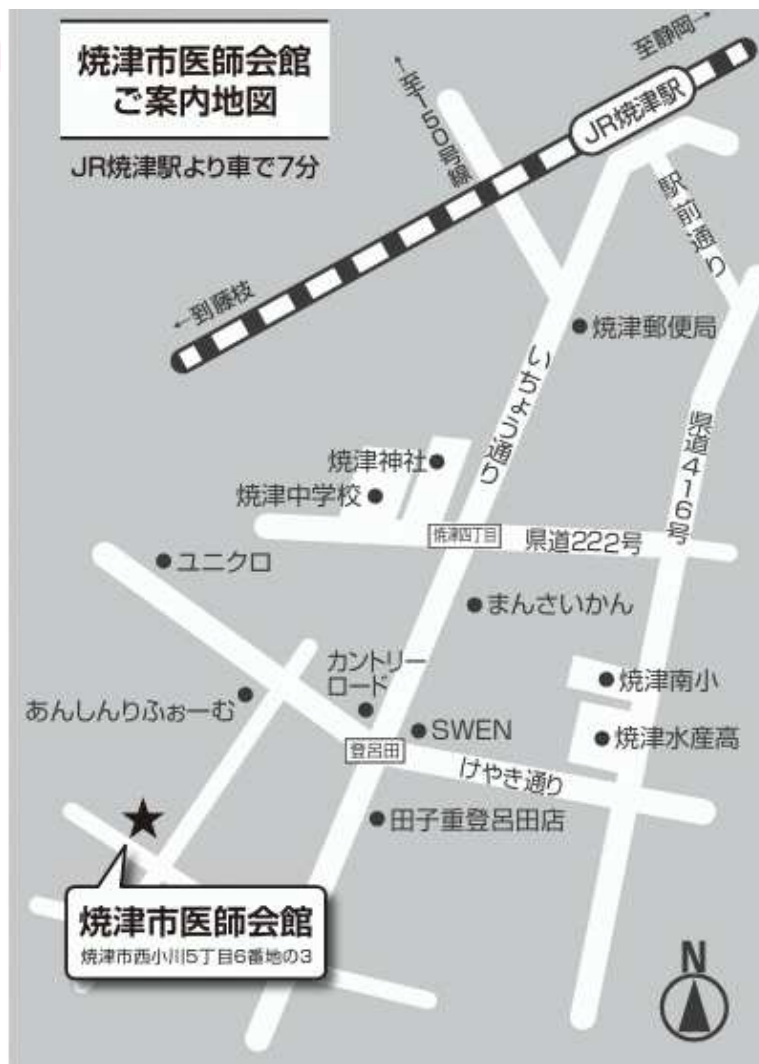 焼津市医師会館
ご案内地図
JR焼津駅より車で7分
至静岡→
←至150号線
JR焼津駅
駅前通り
←到藤枝
焼津郵便局
いちょう通り
県道416号
焼津神社
焼津中学校
焼津四丁目
県道222号
ユニクロ
まんさいかん
カントリー
ロード
焼津南小
あんしんりふぉーむ
SWEN
焼津水産高
登呂田
けやき通り
田子重登呂田店
焼津市医師会館
焼津市西小川5丁目6番地の3
N